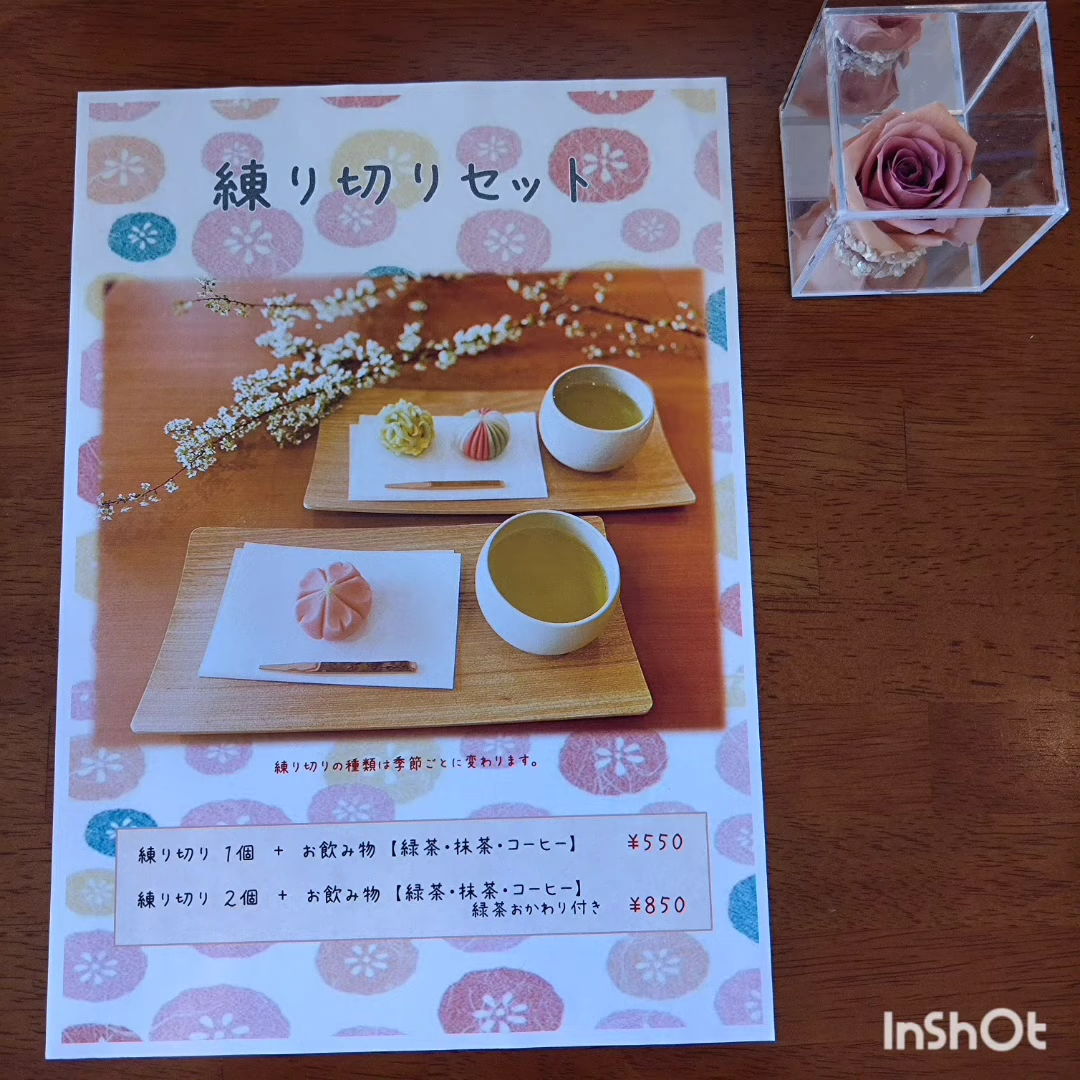 練り切りセット
練り切りの種類は季節ごとに変わります。
練り切り 1個 + お飲み物【緑茶・抹茶・コーヒー】 ¥550
練り切り 2個 + お飲み物【緑茶・抹茶・コーヒー】
緑茶おかわり付き ¥850
InShOt